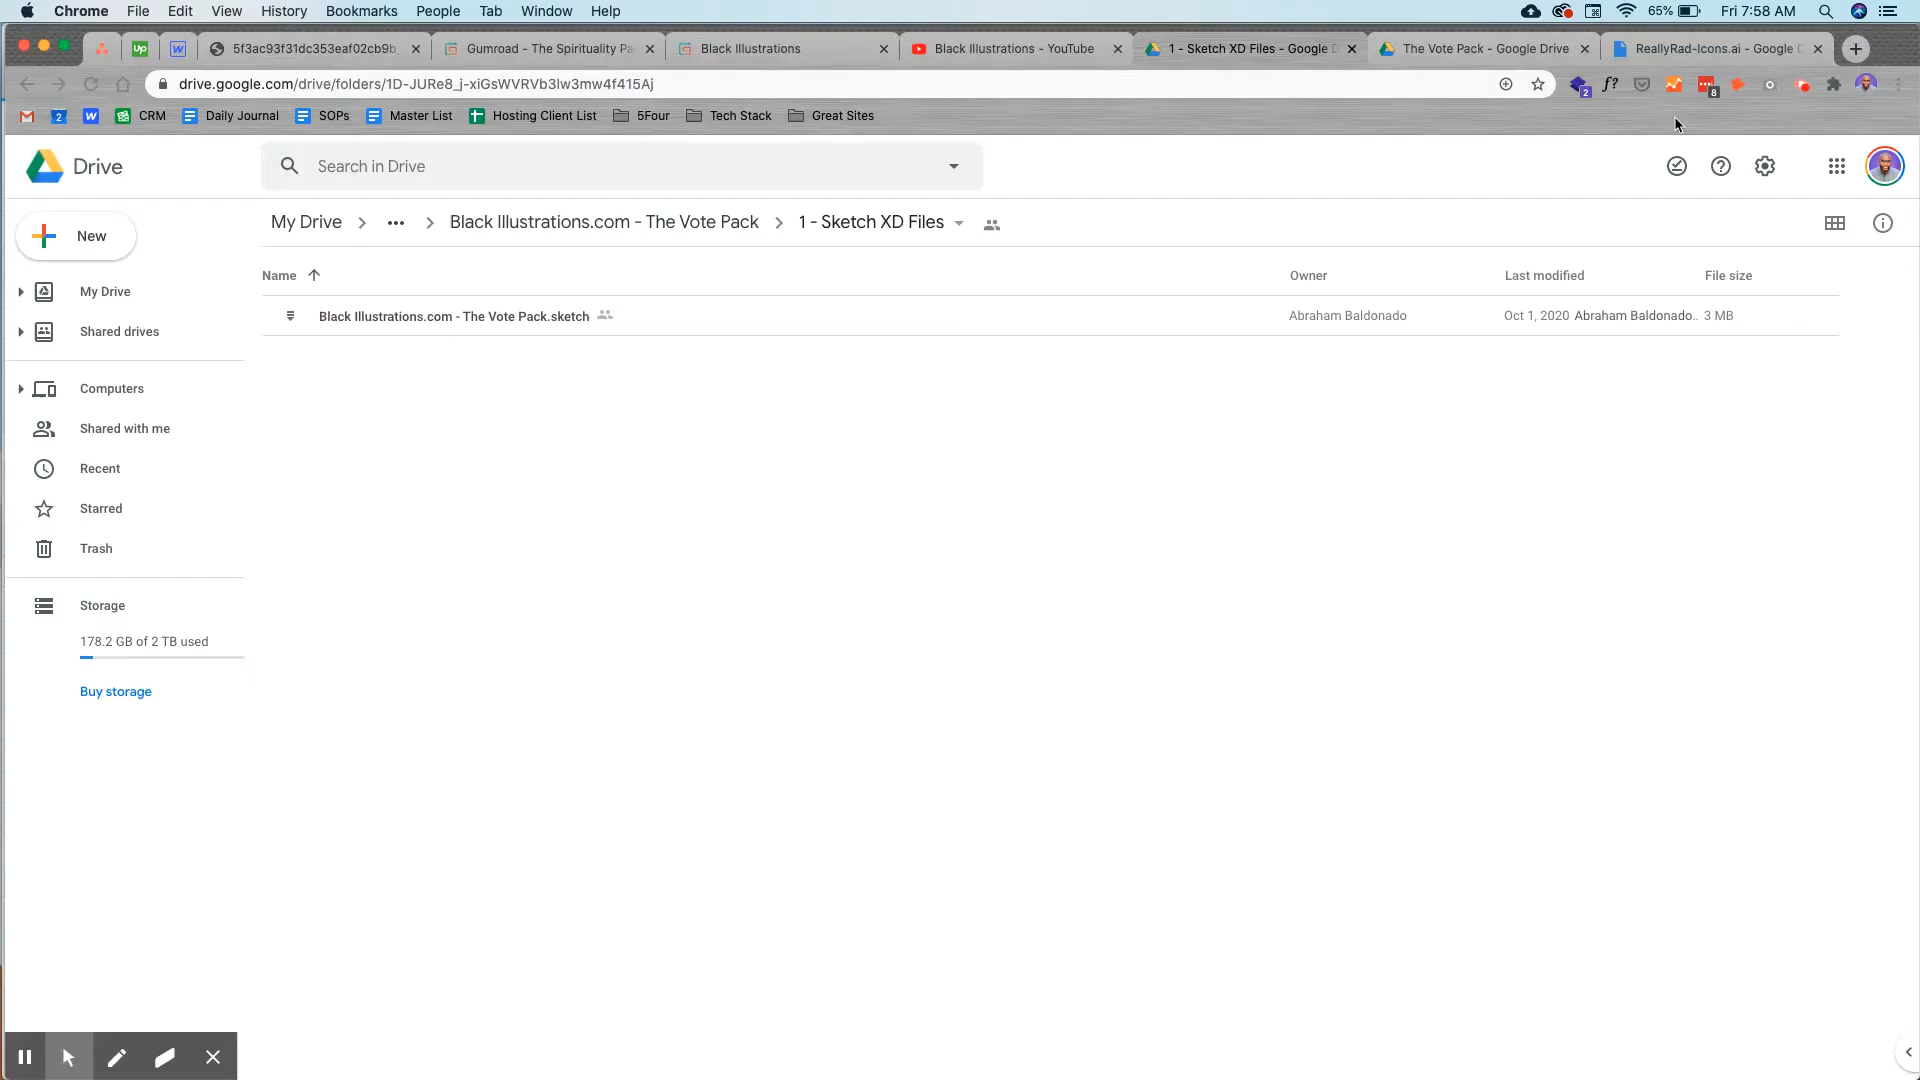 Chrome File Edit View History Bookmarks People Tab Window Help 65% Fri 7:58 AM
Up W 5f3ac93f31dc353eaf02cb9b Gumroad - The Spirituality Pa Black Illustrations Black Illustrations - YouTube 1 - Sketch XD Files - Google D The Vote Pack - Google Drive ReallyRad-Icons.ai - Google D
drive.google.com/drive/folders/1D-JURe8_j-xiGsWVRVb3lw3mw4f415Aj 2 f? 8
2 W CRM Daily Journal SOPs Master List Hosting Client List 5Four Tech Stack Great Sites
Drive Search in Drive
My Drive ••• Black Illustrations.com - The Vote Pack 1 - Sketch XD Files
New
Name Owner Last modified File size
My Drive
Black Illustrations.com - The Vote Pack.sketch Abraham Baldonado Oct 1, 2020 Abraham Baldonado.. 3 MB
Shared drives
Computers
Shared with me
Recent
Starred
Trash
Storage
178.2 GB of 2 TB used
Buy storage